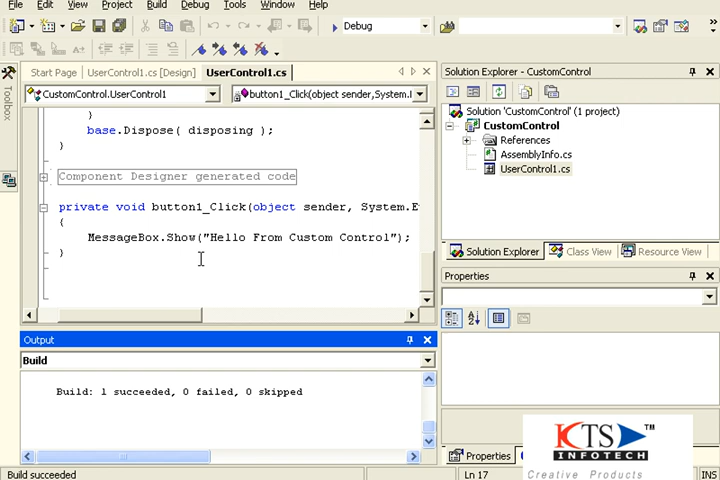 File Edit View Project Build Debug Tools Window Help
Debug
Start Page UserControl1.cs [Design] UserControl1.cs
CustomControl.UserControl1 button1_Click(object sender,System.
Toolbox
}
base.Dispose( disposing );
}
Component Designer generated code
private void button1_Click(object sender, System.E
{
MessageBox.Show("Hello From Custom Control");
}
Output
Build
Build: 1 succeeded, 0 failed, 0 skipped
Build succeeded
Solution Explorer - CustomControl
Solution 'CustomControl' (1 project)
CustomControl
References
AssemblyInfo.cs
UserControl1.cs
Solution Explorer Class View Resource View
Properties
Properties
KTS TM
INFOTECH
Creative Products
Ln 17 INS